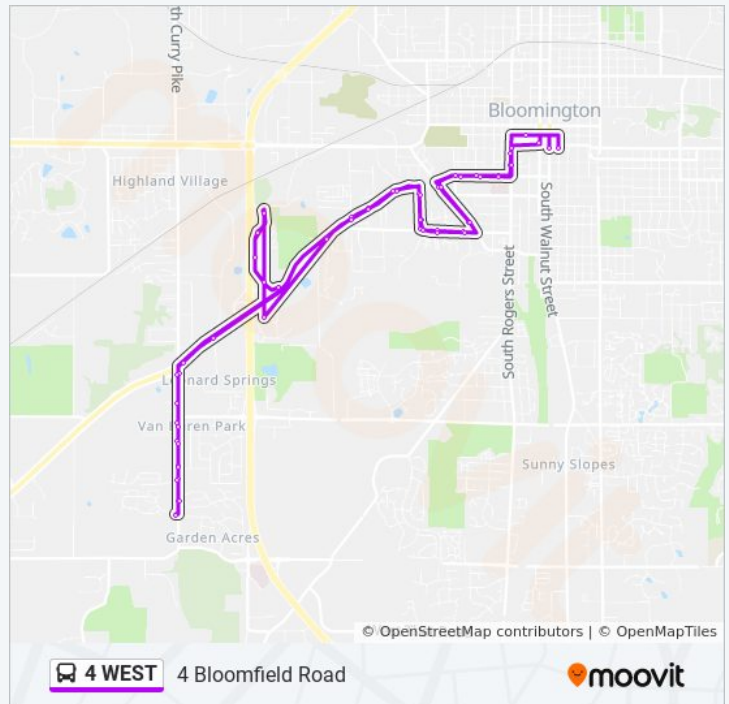 th Curry Pike
Bloomington
Highland Village
South Walnut Street
South Rogers Street
Leonard Springs
Van Buren Park
Sunny Slopes
Garden Acres
© OpenStreetMap contributors | © OpenMapTiles
4 WEST
4 Bloomfield Road
moovit